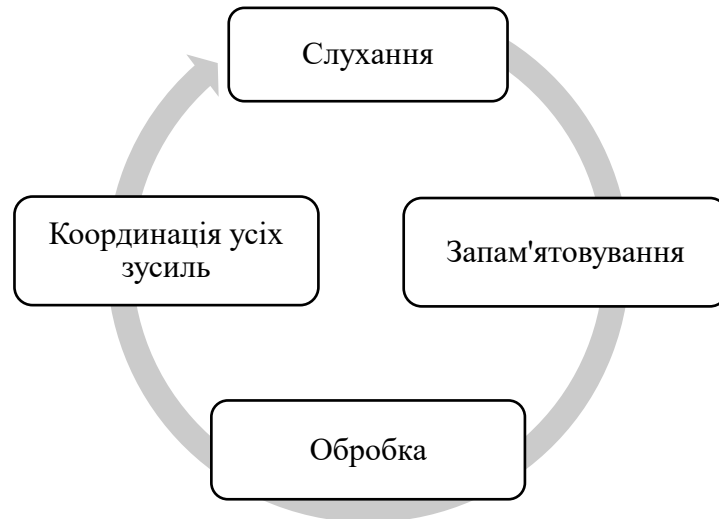 Слухання
Запам'ятовування
Обробка
Координація усіх
зусиль